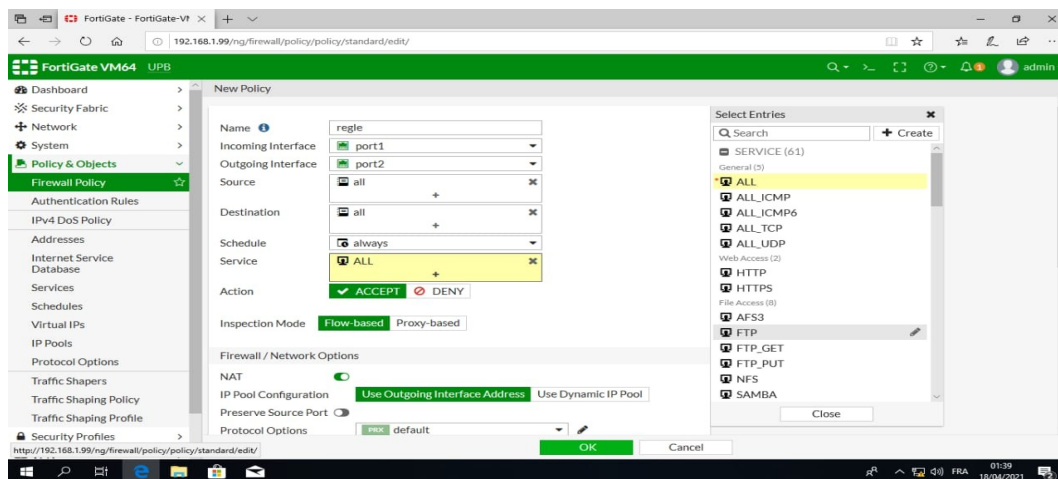 FortiGate - FortiGate-VM
192.168.1.99/ng/firewall/policy/policy/standard/edit/
FortiGate VM64 UPB
admin
Dashboard
Security Fabric
Network
System
Policy & Objects
Firewall Policy
Authentication Rules
IPv4 DoS Policy
Addresses
Internet Service
Database
Services
Schedules
Virtual IPs
IP Pools
Protocol Options
Traffic Shapers
Traffic Shaping Policy
Traffic Shaping Profile
Security Profiles
New Policy
Name regle
Incoming Interface port1
Outgoing Interface port2
Source all
+
Destination all
+
Schedule always
Service ALL
+
Action ACCEPT DENY
Inspection Mode Flow-based Proxy-based
Firewall / Network Options
NAT
IP Pool Configuration Use Outgoing Interface Address Use Dynamic IP Pool
Preserve Source Port
Protocol Options PRX default
OK Cancel
Select Entries
Search + Create
SERVICE (61)
General (5)
ALL
ALL_ICMP
ALL_ICMP6
ALL_TCP
ALL_UDP
Web Access (2)
HTTP
HTTPS
File Access (8)
AFS3
FTP
FTP_GET
FTP_PUT
NFS
SAMBA
Close
http://192.168.1.99/ng/firewall/policy/policy/standard/edit/
FRA
01:39
18/04/2021